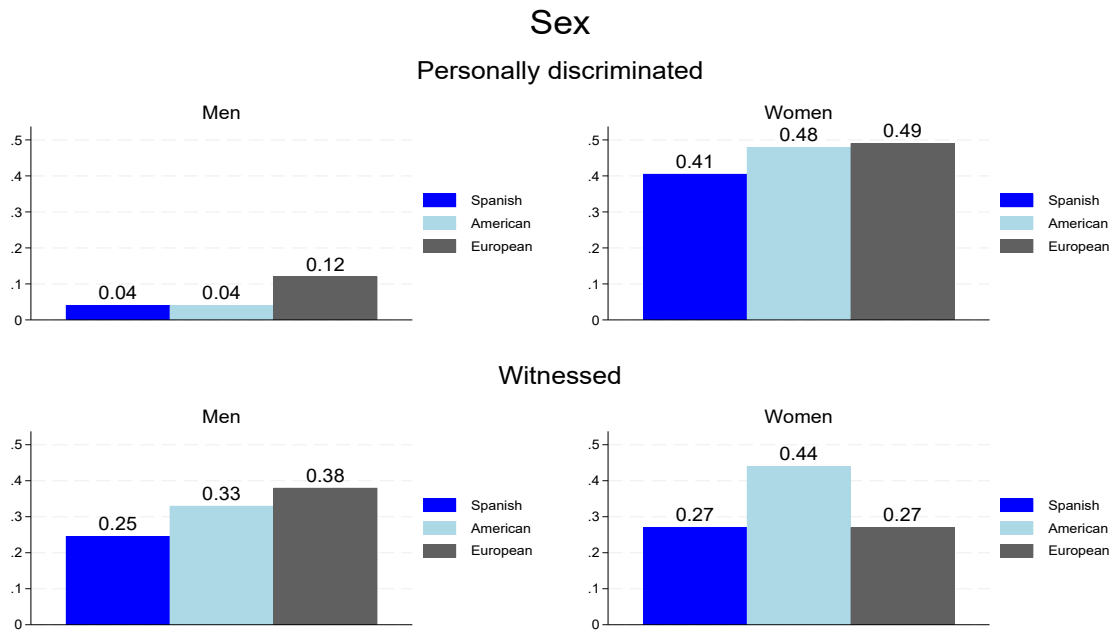 Sex
Personally discriminated
Men
.5
.4
.3
.2
.1
0
0.04
0.04
0.12
Spanish
American
European
Women
.5
.4
.3
.2
.1
0
0.41
0.48
0.49
Spanish
American
European
Witnessed
Men
.5
.4
.3
.2
.1
0
0.25
0.33
0.38
Spanish
American
European
Women
.5
.4
.3
.2
.1
0
0.27
0.44
0.27
Spanish
American
European